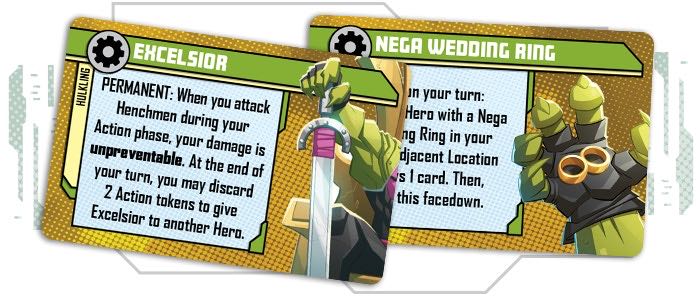 EXCELSIOR
HULKLING
PERMANENT: When you attack
Henchmen during your
Action phase, your damage is
unpreventable. At the end of
your turn, you may discard
2 Action tokens to give
Excelsior to another Hero.
NEGA WEDDING RING
n your turn:
Hero with a Nega
ng Ring in your
djacent Location
s 1 card. Then,
this facedown.